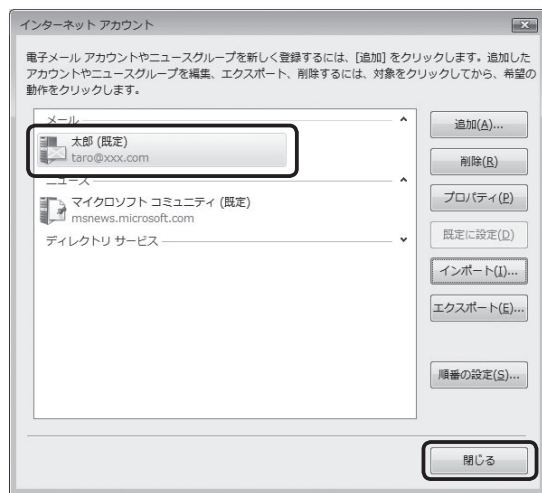 インターネット アカウント
電子メール アカウントやニュースグループを新しく登録するには、[追加] をクリックします。追加した
アカウントやニュースグループを編集、エクスポート、削除するには、対象をクリックしてから、希望の
動作をクリックします。
メール
太郎 (既定)
taro@xxx.com
ニュース
マイクロソフト コミュニティ (既定)
msnews.microsoft.com
ディレクトリ サービス
追加(A)...
削除(R)
プロパティ(P)
既定に設定(D)
インポート(I)...
エクスポート(E)...
順番の設定(S)...
閉じる